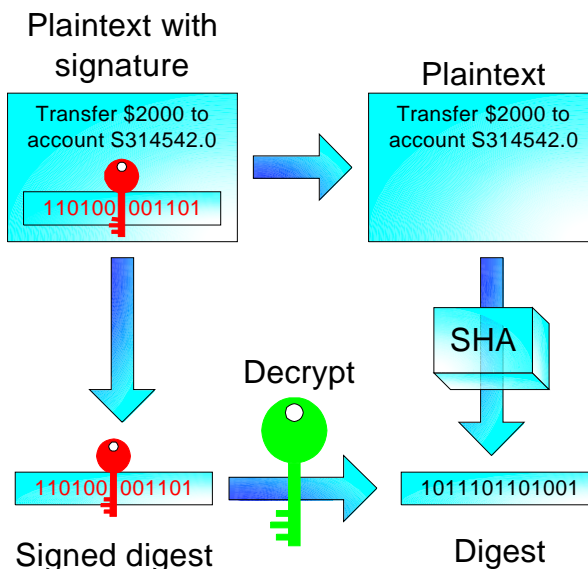 Plaintext with
signature
Plaintext
Transfer $2000 to
account S314542.0
Transfer $2000 to
account S314542.0
110100 001101
SHA
Decrypt
110100 001101
1011101101001
Signed digest
Digest